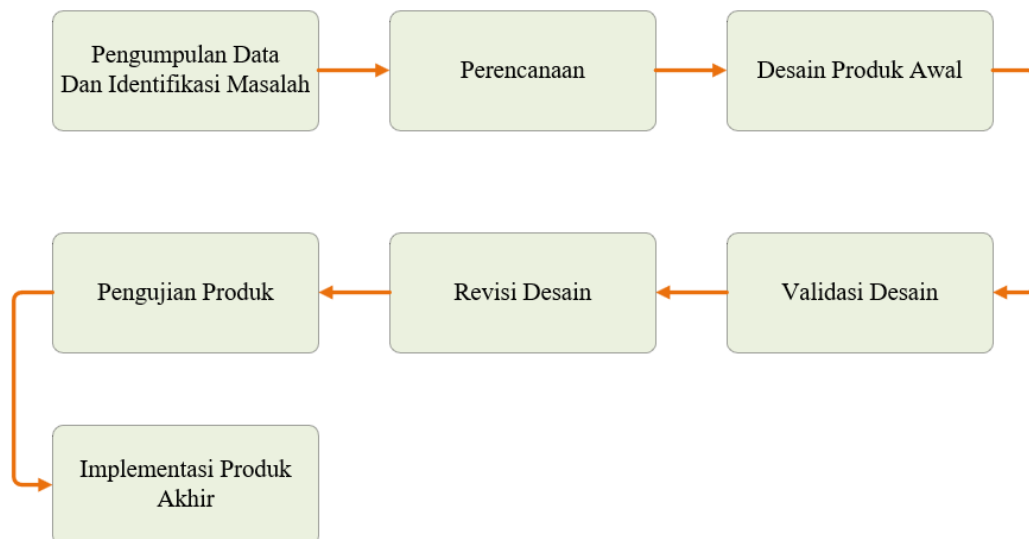 Pengumpulan Data
Dan Identifikasi Masalah
Perencanaan
Desain Produk Awal
Validasi Desain
Revisi Desain
Pengujian Produk
Implementasi Produk
Akhir